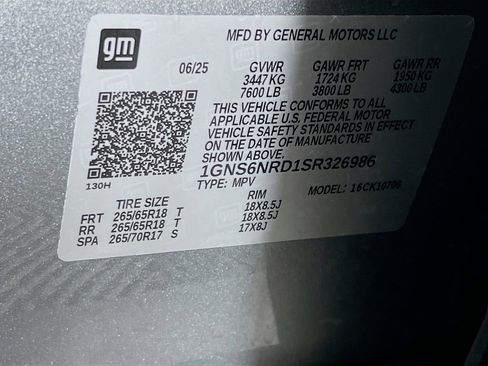 gm
MFD BY GENERAL MOTORS LLC
06/25 GVWR GAWR FRT GAWR RR
3447 KG 1724 KG 1950 KG
7600 LB 3800 LB 4300 LB
THIS VEHICLE CONFORMS TO ALL
APPLICABLE U.S. FEDERAL MOTOR
VEHICLE SAFETY STANDARDS IN EFFECT
ON THE DATE OF MANUFACTURE
SHOWN ABOVE.
1GNS6NRD1SR326986
130H TYPE: MPV MODEL: 16CK10706
TIRE SIZE RIM
FRT 265/65R18 T 18X8.5J
RR 265/65R18 T 18X8.5J
SPA 265/70R17 S 17X8J